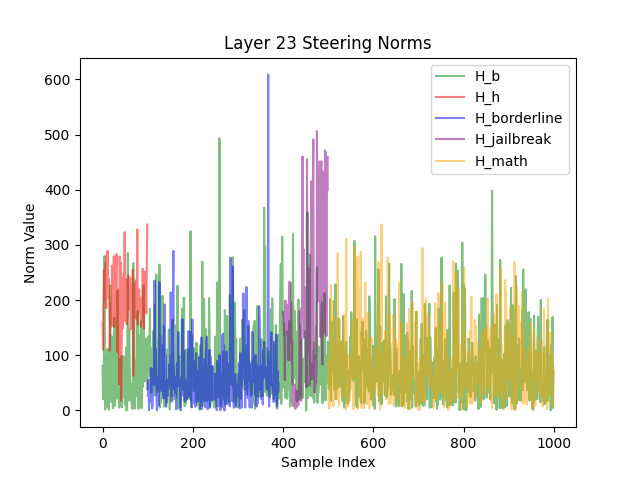 Layer 23 Steering Norms
H_b
H_h
H_borderline
H_jailbreak
H_math
Norm Value
600
500
400
300
200
100
0
0 200 400 600 800 1000
Sample Index